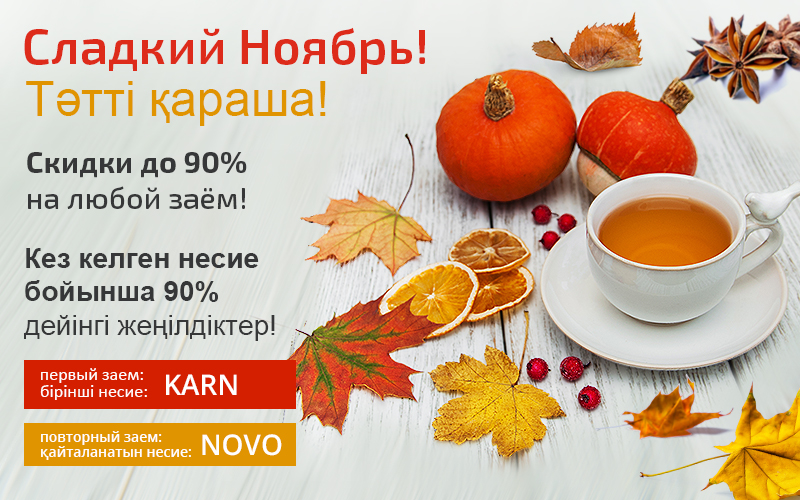 Сладкий Ноябрь!
Тәтті қараша!
Скидки до 90%
на любой заём!
Кез келген несие
бойынша 90%
дейінгі жеңілдіктер!
первый заем:
бірінші несие:
KARN
повторный заем:
қайталанатын несие:
NOVO